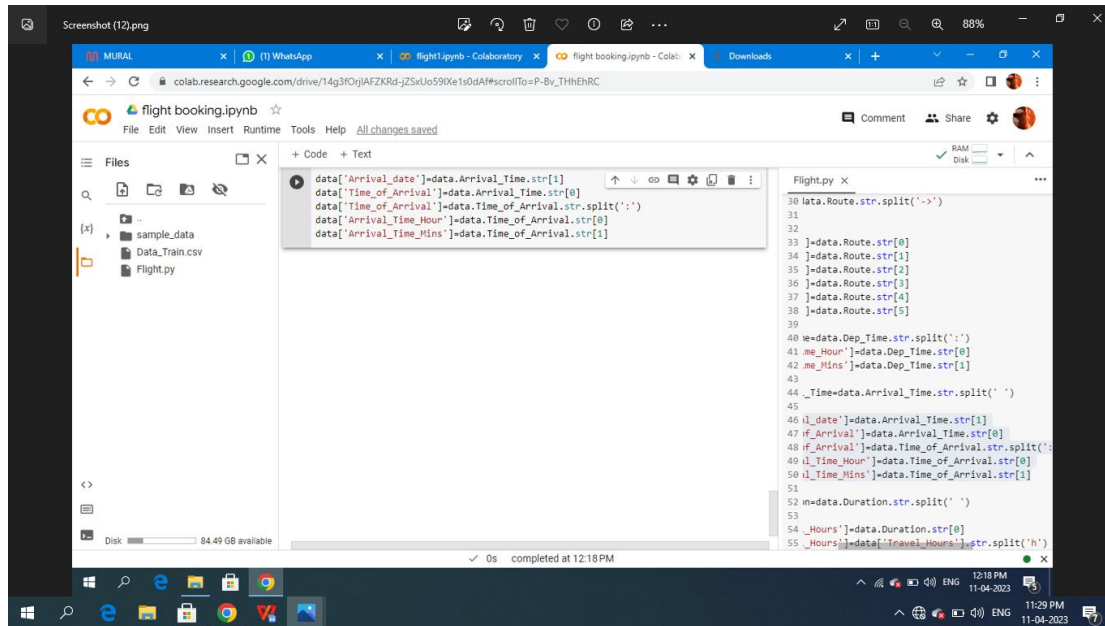 Screenshot (12).png
88%
MURAL
(1) WhatsApp
flight1.ipynb - Colaboratory
flight booking.ipynb - Colab
Downloads
colab.research.google.com/drive/14g3fOrjIAFZKRd-jZSxUo59IXe1s0dAf#scrollTo=P-Bv_THhEhRC
flight booking.ipynb
Comment
Share
File Edit View Insert Runtime Tools Help All changes saved
Files
+ Code + Text
RAM
Disk
..
sample_data
Data_Train.csv
Flight.py
{x}
data['Arrival_date']=data.Arrival_Time.str[1]
data['Time_of_Arrival']=data.Arrival_Time.str[0]
data['Time_of_Arrival']=data.Time_of_Arrival.str.split(':')
data['Arrival_Time_Hour']=data.Time_of_Arrival.str[0]
data['Arrival_Time_Mins']=data.Time_of_Arrival.str[1]
Flight.py
30 data.Route.str.split('->')
31
32
33 ]=data.Route.str[0]
34 ]=data.Route.str[1]
35 ]=data.Route.str[2]
36 ]=data.Route.str[3]
37 ]=data.Route.str[4]
38 ]=data.Route.str[5]
39
40 me=data.Dep_Time.str.split(':')
41 me_Hour']=data.Dep_Time.str[0]
42 me_Mins']=data.Dep_Time.str[1]
43
44 _Time=data.Arrival_Time.str.split(' ')
45
46 al_date']=data.Arrival_Time.str[1]
47 of_Arrival']=data.Arrival_Time.str[0]
48 of_Arrival']=data.Time_of_Arrival.str.split(':
49 al_Time_Hour']=data.Time_of_Arrival.str[0]
50 al_Time_Mins']=data.Time_of_Arrival.str[1]
51
52 on=data.Duration.str.split(' ')
53
54 _Hours']=data.Duration.str[0]
55 _Hours']=data['Travel_Hours'].str.split('h')
Disk
84.49 GB available
0s completed at 12:18 PM
ENG
12:18 PM
11-04-2023
5
ENG
11:29 PM
11-04-2023
7